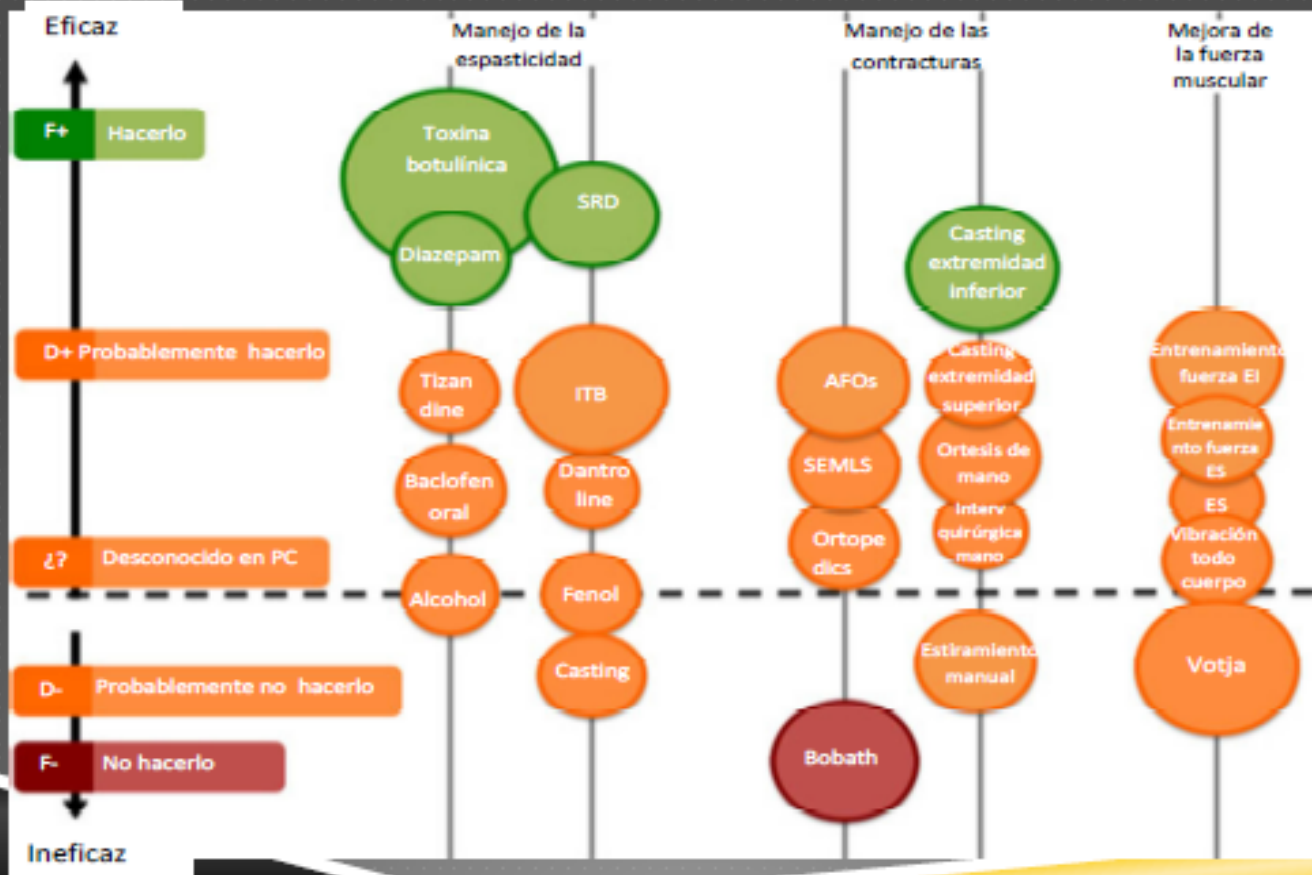 Eficaz
Manejo de la
espasticidad
Manejo de las
contracturas
Mejora de
la fuerza
muscular
F+ Hacerlo
Toxina
botulínica
SRD
Diazepam
Casting
extremidad
inferior
D+ Probablemente hacerlo
Tizan
dine
ITB
AFOs
Casting
extremidad
superior
Entrenamiento
fuerza EI
Baclofen
oral
Dantro
line
SEMLS
Ortesis de
mano
Entrenamie
nto fuerza
ES
ES
¿? Desconocido en PC
Alcohol
Fenol
Ortope
dics
Interv
quirúrgica
mano
Vibración
todo
cuerpo
D- Probablemente no hacerlo
Casting
Estiramiento
manual
Votja
F- No hacerlo
Bobath
Ineficaz